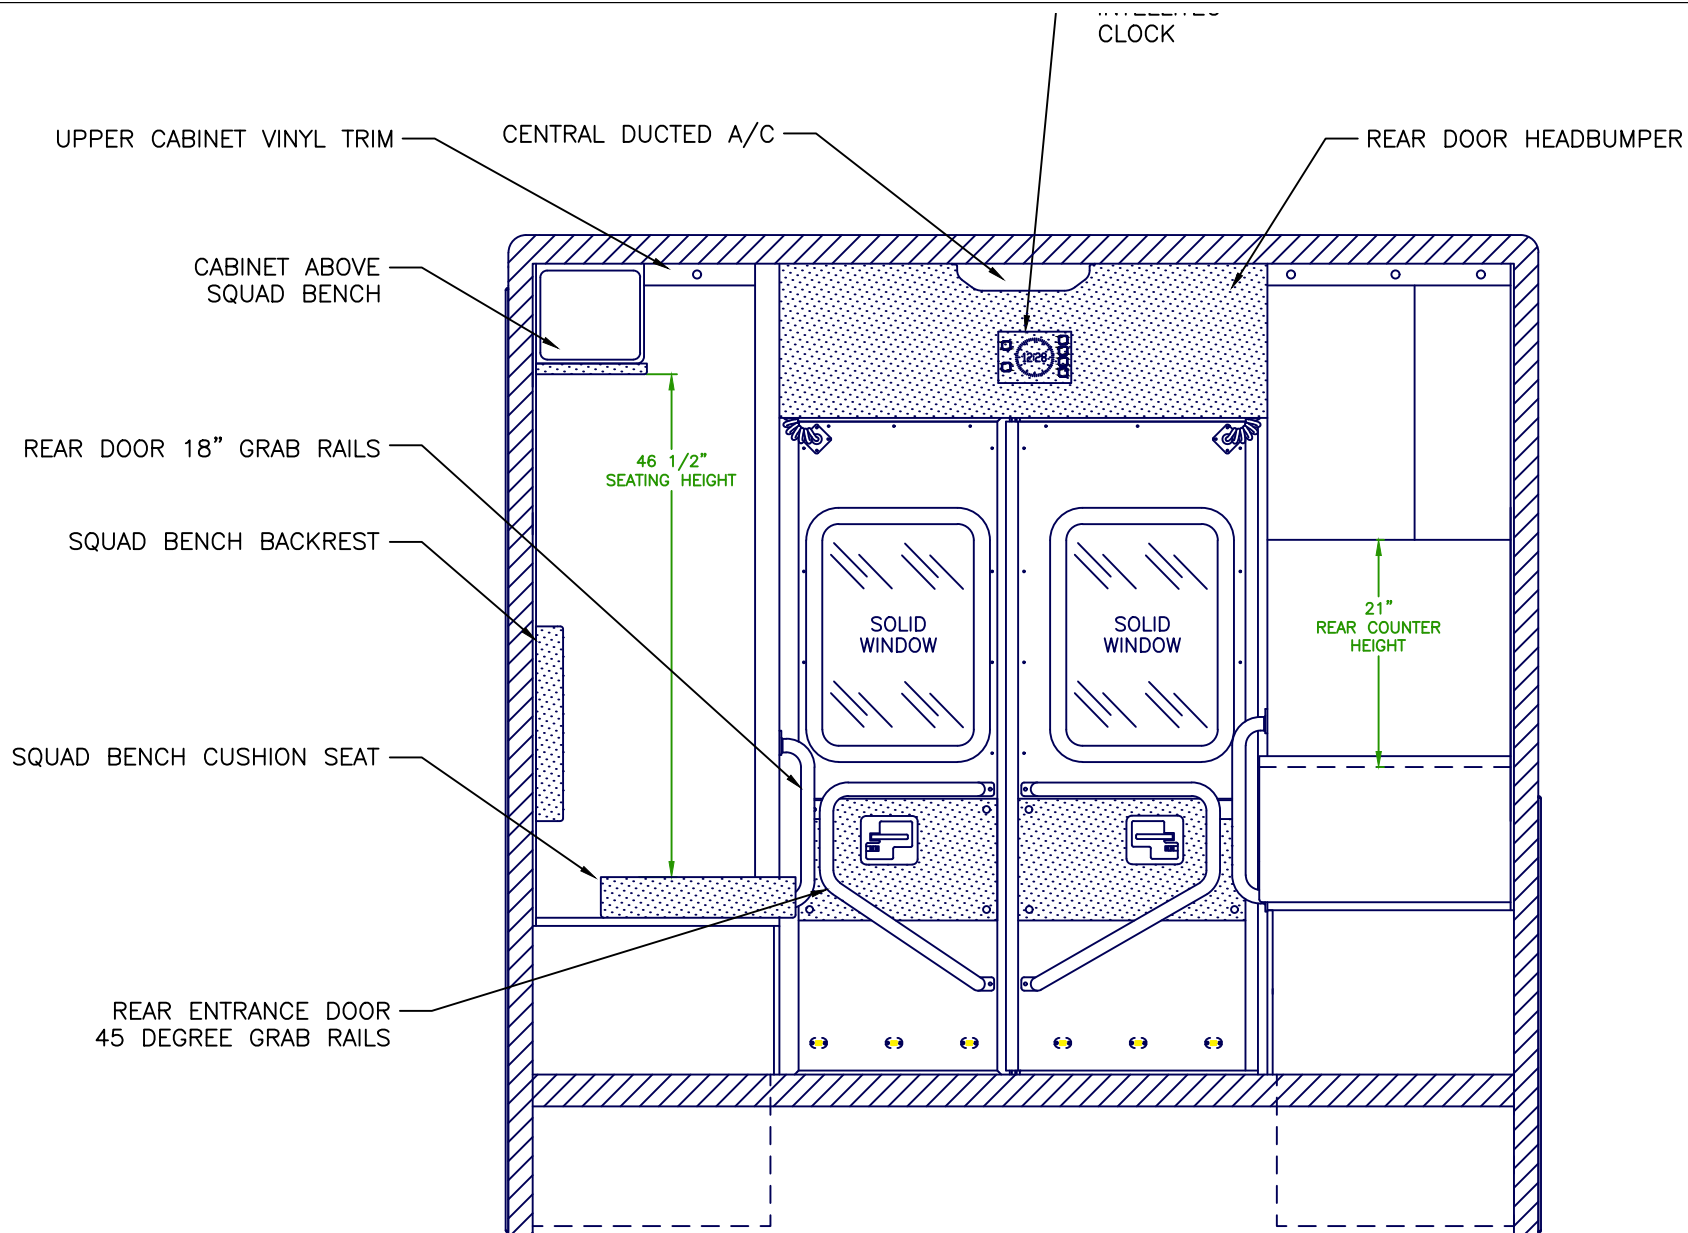 CLOCK
UPPER CABINET VINYL TRIM
CENTRAL DUCTED A/C
REAR DOOR HEADBUMPER
CABINET ABOVE
SQUAD BENCH
12:28
REAR DOOR 18" GRAB RAILS
46 1/2"
SEATING HEIGHT
SQUAD BENCH BACKREST
SOLID
WINDOW
SOLID
WINDOW
21"
REAR COUNTER
HEIGHT
SQUAD BENCH CUSHION SEAT
REAR ENTRANCE DOOR
45 DEGREE GRAB RAILS